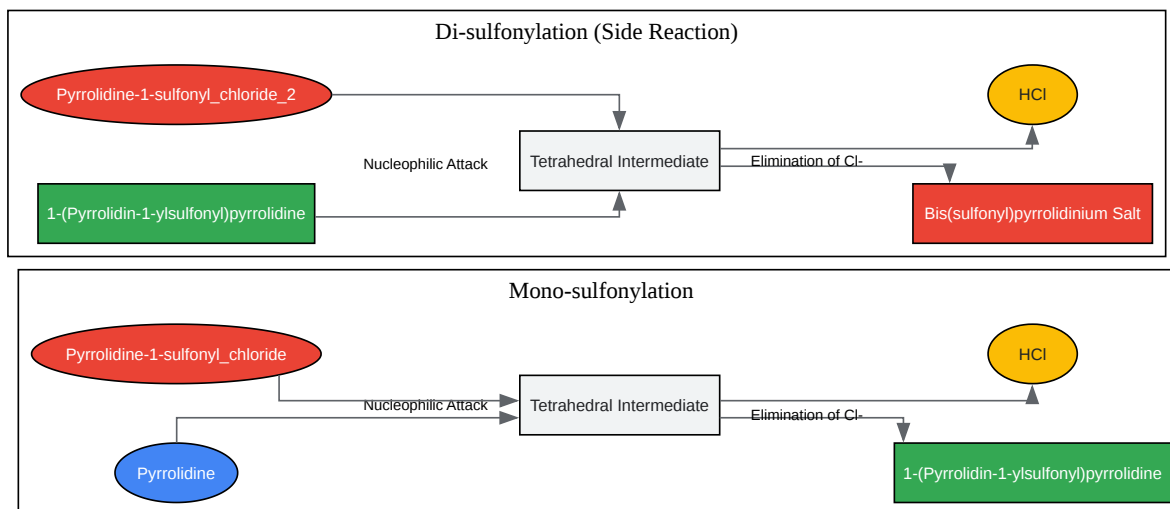 Di-sulfonylation (Side Reaction)
Pyrrolidine-1-sulfonyl_chloride_2
HCl
Nucleophilic Attack
Tetrahedral Intermediate
Elimination of Cl-
1-(Pyrrolidin-1-ylsulfonyl)pyrrolidine
Bis(sulfonyl)pyrrolidinium Salt
Mono-sulfonylation
Pyrrolidine-1-sulfonyl_chloride
HCl
Nucleophilic Attack
Tetrahedral Intermediate
Elimination of Cl-
Pyrrolidine
1-(Pyrrolidin-1-ylsulfonyl)pyrrolidine